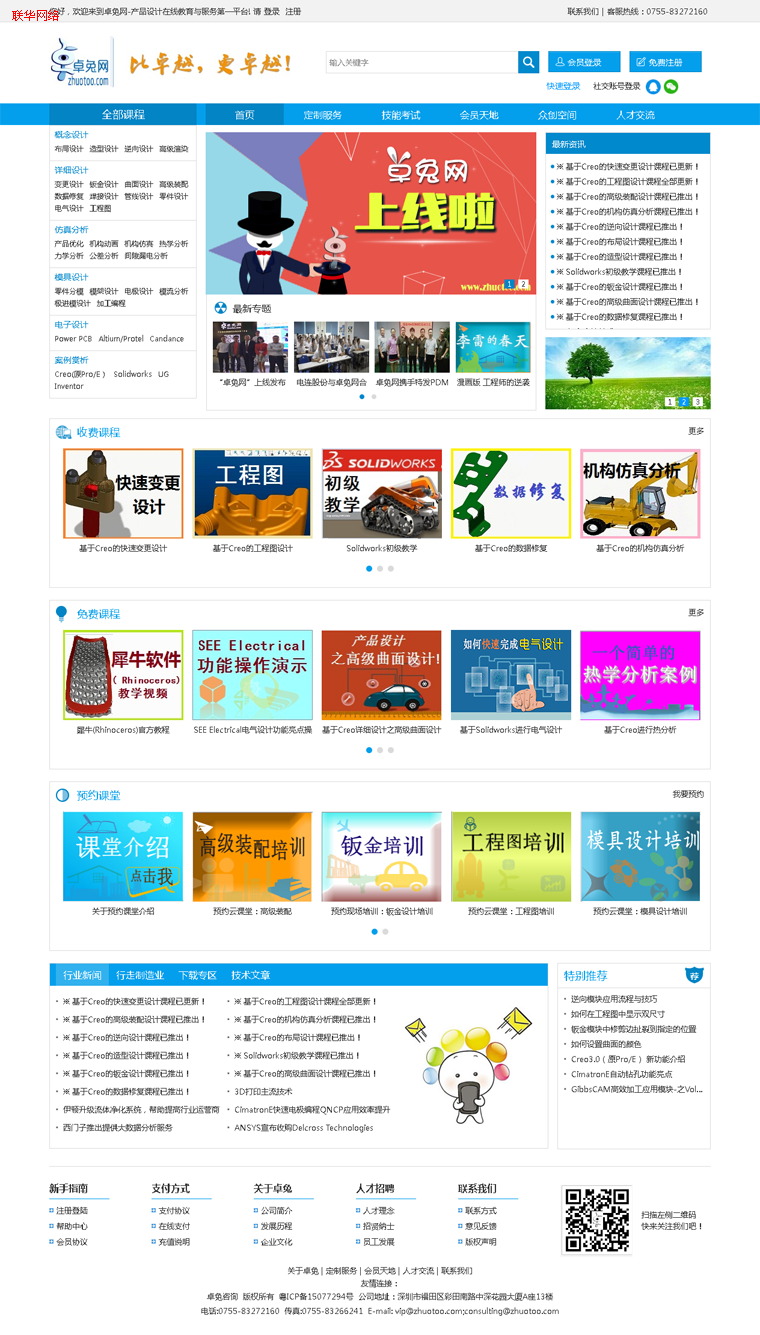 联华网络
您好，欢迎来到卓兔网-产品设计在线教育与服务第一平台! 请 登录 注册
联系我们 | 客服热线：0755-83272160
卓兔网
zhuotoo.com
比卓越，更卓越！
输入关键字
会员登录
免费注册
快速登录 社交账号登录
全部课程 首页 定制服务 技能考试 会员天地 众创空间 人才交流
概念设计
布局设计 造型设计 逆向设计 高级渲染
详细设计
变更设计 钣金设计 曲面设计 高级装配
数据修复 焊接设计 管线设计 零件设计
电气设计 工程图
仿真分析
产品优化 机构动画 机构仿真 热学分析
力学分析 公差分析 间隙漏电分析
模具设计
零件分模 模架设计 电极设计 模流分析
极进模设计 加工编程
电子设计
Power PCB Altium/Protel Candance
案例赏析
Creo(原Pro/E ) Solidworks UG
Inventor
卓兔网
上线啦
www.zhuotoo
1 2
最新专题
“卓兔网”上线发布
电连股份与卓兔网合
卓兔网携手特发PDM
李雷的春天
漫画版 工程师的逆袭
最新资讯
※ 基于Creo的快速变更设计课程已更新！
※ 基于Creo的工程图设计课程全部更新！
※ 基于Creo的高级装配设计课程已推出！
※ 基于Creo的机构仿真分析课程已推出！
※ 基于Creo的逆向设计课程已推出！
※ 基于Creo的布局设计课程已推出！
※ 基于Creo的造型设计课程已推出！
※ Solidworks初级教学课程已推出！
※ 基于Creo的钣金设计课程已推出！
※ 基于Creo的高级曲面设计课程已推出！
※ 基于Creo的数据修复课程已推出！
1 2 3
收费课程
更多
快速变更
设计
工程图
SOLIDWORKS
初级
教学
数据修复
机构仿真分析
基于Creo的快速变更设计
基于Creo的工程图设计
Solidworks初级教学
基于Creo的数据修复
基于Creo的机构仿真分析
免费课程
更多
犀牛软件
( Rhinoceros)
教学视频
SEE Electrical
功能操作演示
产品设计
之高级曲面设计!
如何快速完成电气设计
一个简单的
热学分析案例
犀牛(Rhinoceros)官方教程
SEE Electrical电气设计功能亮点操
基于Creo详细设计之高级曲面设计
基于Solidworks进行电气设计
基于Creo进行热分析
预约课堂
我要预约
课堂介绍
点击我
高级装配培训
钣金培训
工程图培训
模具设计培训
关于预约课堂介绍
预约云课堂：高级装配
预约现场培训：钣金设计培训
预约云课堂：工程图培训
预约云课堂：模具设计培训
行业新闻 行走制造业 下载专区 技术文章
※ 基于Creo的快速变更设计课程已更新！
※ 基于Creo的工程图设计课程全部更新！
※ 基于Creo的高级装配设计课程已推出！
※ 基于Creo的机构仿真分析课程已推出！
※ 基于Creo的逆向设计课程已推出！
※ 基于Creo的布局设计课程已推出！
※ 基于Creo的造型设计课程已推出！
※ Solidworks初级教学课程已推出！
※ 基于Creo的钣金设计课程已推出！
※ 基于Creo的高级曲面设计课程已推出！
※ 基于Creo的数据修复课程已推出！
3D打印主流技术
伊顿升级流体净化系统，帮助提高行业运营商
CimatronE快速电极编程QNCP应用效率提升
西门子推出提供大数据分析服务
ANSYS宣布收购Delcross Technologies
特别推荐
荐
逆向模块应用流程与技巧
如何在工程图中显示双尺寸
钣金模块中修剪边扯裂到指定的位置
如何设置曲面的颜色
Creo3.0（原Pro/E ）新功能介绍
CimatronE自动钻孔功能亮点
GibbsCAM高效加工应用模块-之Vol...
新手指南 支付方式 关于卓兔 人才招聘 联系我们
注册登陆 支付协议 公司简介 人才理念 联系方式
帮助中心 在线支付 发展历程 招贤纳士 意见反馈
会员协议 充值说明 企业文化 员工发展 版权声明
扫描左侧二维码
快来关注我们吧！
关于卓兔 | 定制服务 | 会员天地 | 人才交流 | 联系我们
友情连接：
卓兔咨询 版权所有 粤ICP备15077294号 公司地址：深圳市福田区彩田南路中深花园大厦A座13楼
电话:0755-83272160 传真:0755-83266241 E-mail: vip@zhuotoo.com;consulting@zhuotoo.com